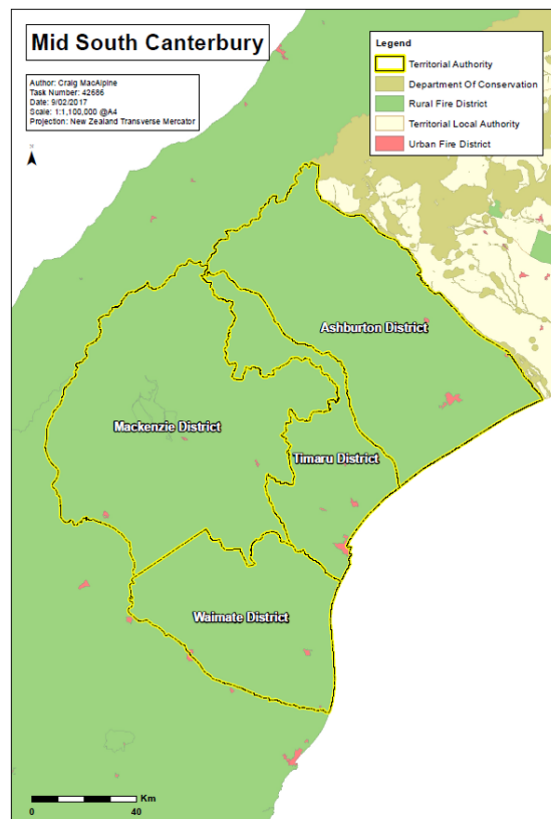 Mid South Canterbury
Author: Craig MacAlpine
Task Number: 42686
Date: 9/02/2017
Scale: 1:1,100,000 @A4
Projection: New Zealand Transverse Mercator
Legend
Territorial Authority
Department Of Conservation
Rural Fire District
Territorial Local Authority
Urban Fire District
N
Ashburton District
Mackenzie District
Timaru District
Waimate District
Km
0
40